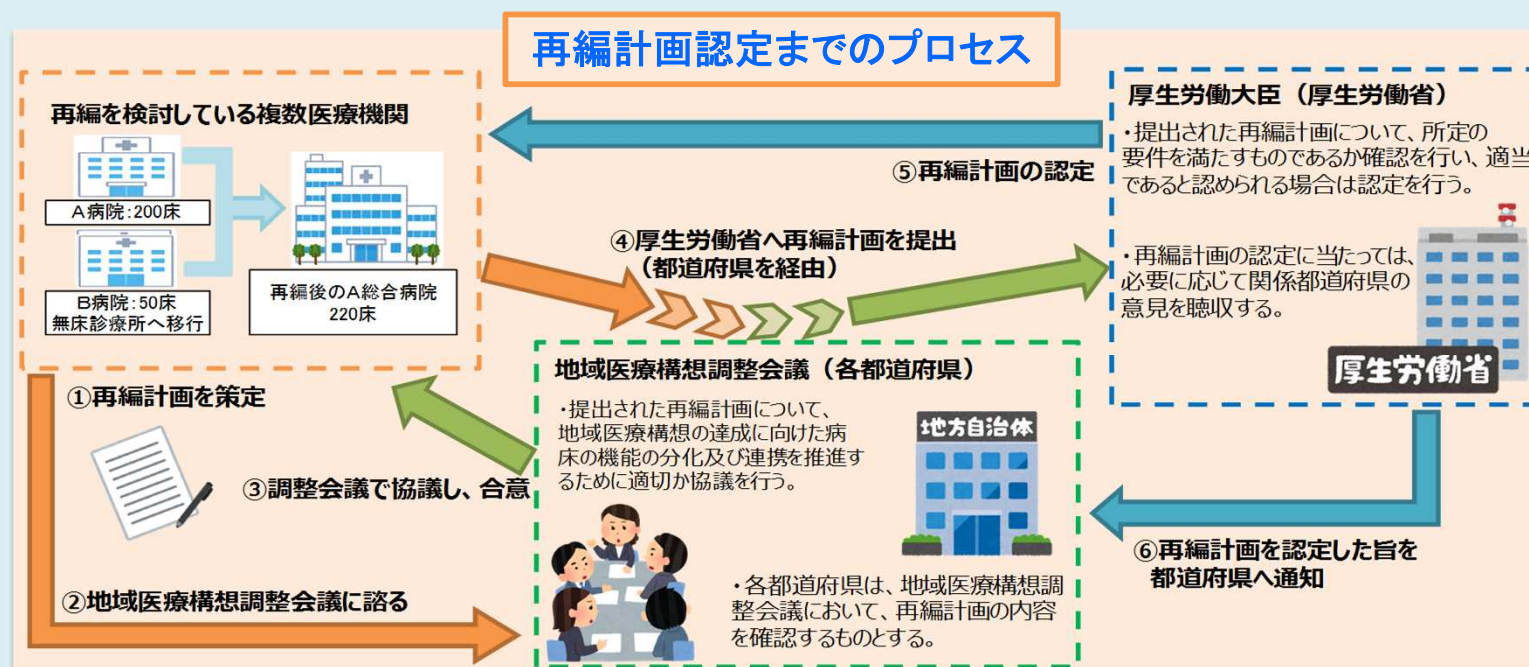 再編計画認定までのプロセス
再編を検討している複数医療機関
A病院:200床
B病院:50床
無床診療所へ移行
再編後のA総合病院
220床
①再編計画を策定
②地域医療構想調整会議に諮る
③調整会議で協議し、合意
④厚生労働省へ再編計画を提出
（都道府県を経由）
地域医療構想調整会議（各都道府県）
・提出された再編計画について、
地域医療構想の達成に向けた病
床の機能の分化及び連携を推進す
るために適切か協議を行う。
地方自治体
・各都道府県は、地域医療構想調
整会議において、再編計画の内容
を確認するものとする。
⑤再編計画の認定
厚生労働大臣（厚生労働省）
・提出された再編計画について、所定の
要件を満たすものであるか確認を行い、適当
であると認められる場合は認定を行う。
・再編計画の認定に当たっては、
必要に応じて関係都道府県の
意見を聴収する。
厚生労働省
⑥再編計画を認定した旨を
都道府県へ通知